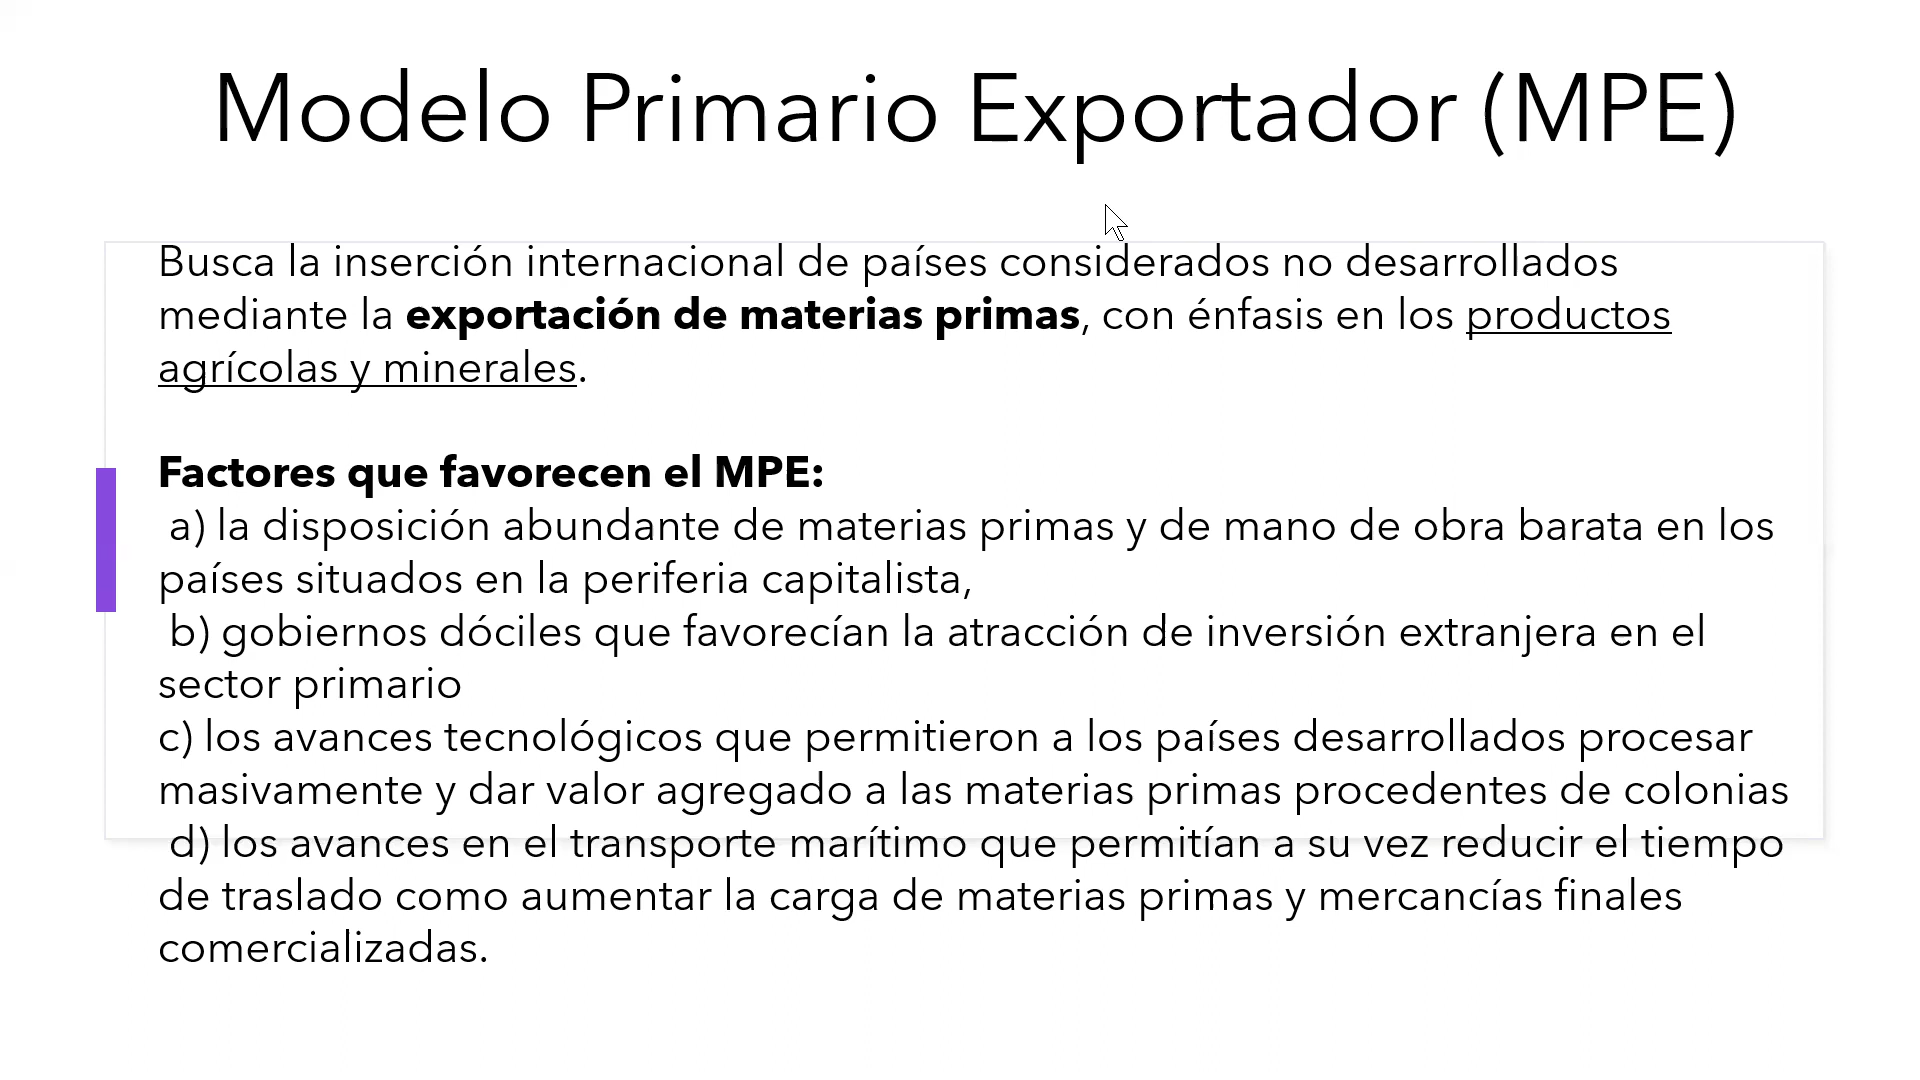 Modelo Primario Exportador (MPE)
Busca la inserción internacional de países considerados no desarrollados
mediante la exportación de materias primas, con énfasis en los productos
agrícolas y minerales.
Factores que favorecen el MPE:
a) la disposición abundante de materias primas y de mano de obra barata en los
países situados en la periferia capitalista,
b) gobiernos dóciles que favorecían la atracción de inversión extranjera en el
sector primario
c) los avances tecnológicos que permitieron a los países desarrollados procesar
masivamente y dar valor agregado a las materias primas procedentes de colonias
d) los avances en el transporte marítimo que permitían a su vez reducir el tiempo
de traslado como aumentar la carga de materias primas y mercancías finales
comercializadas.